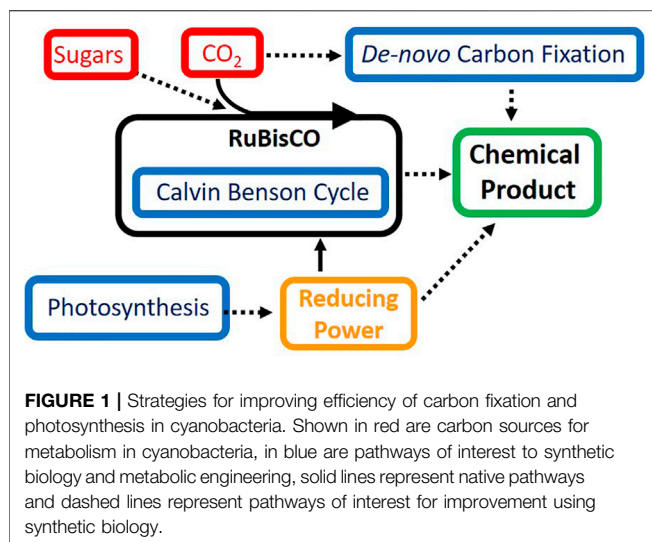 Sugars
CO2
De-novo Carbon Fixation
RuBisCO
Calvin Benson Cycle
Chemical
Product
Photosynthesis
Reducing
Power
FIGURE 1 | Strategies for improving efficiency of carbon fixation and
photosynthesis in cyanobacteria. Shown in red are carbon sources for
metabolism in cyanobacteria, in blue are pathways of interest to synthetic
biology and metabolic engineering, solid lines represent native pathways
and dashed lines represent pathways of interest for improvement using
synthetic biology.